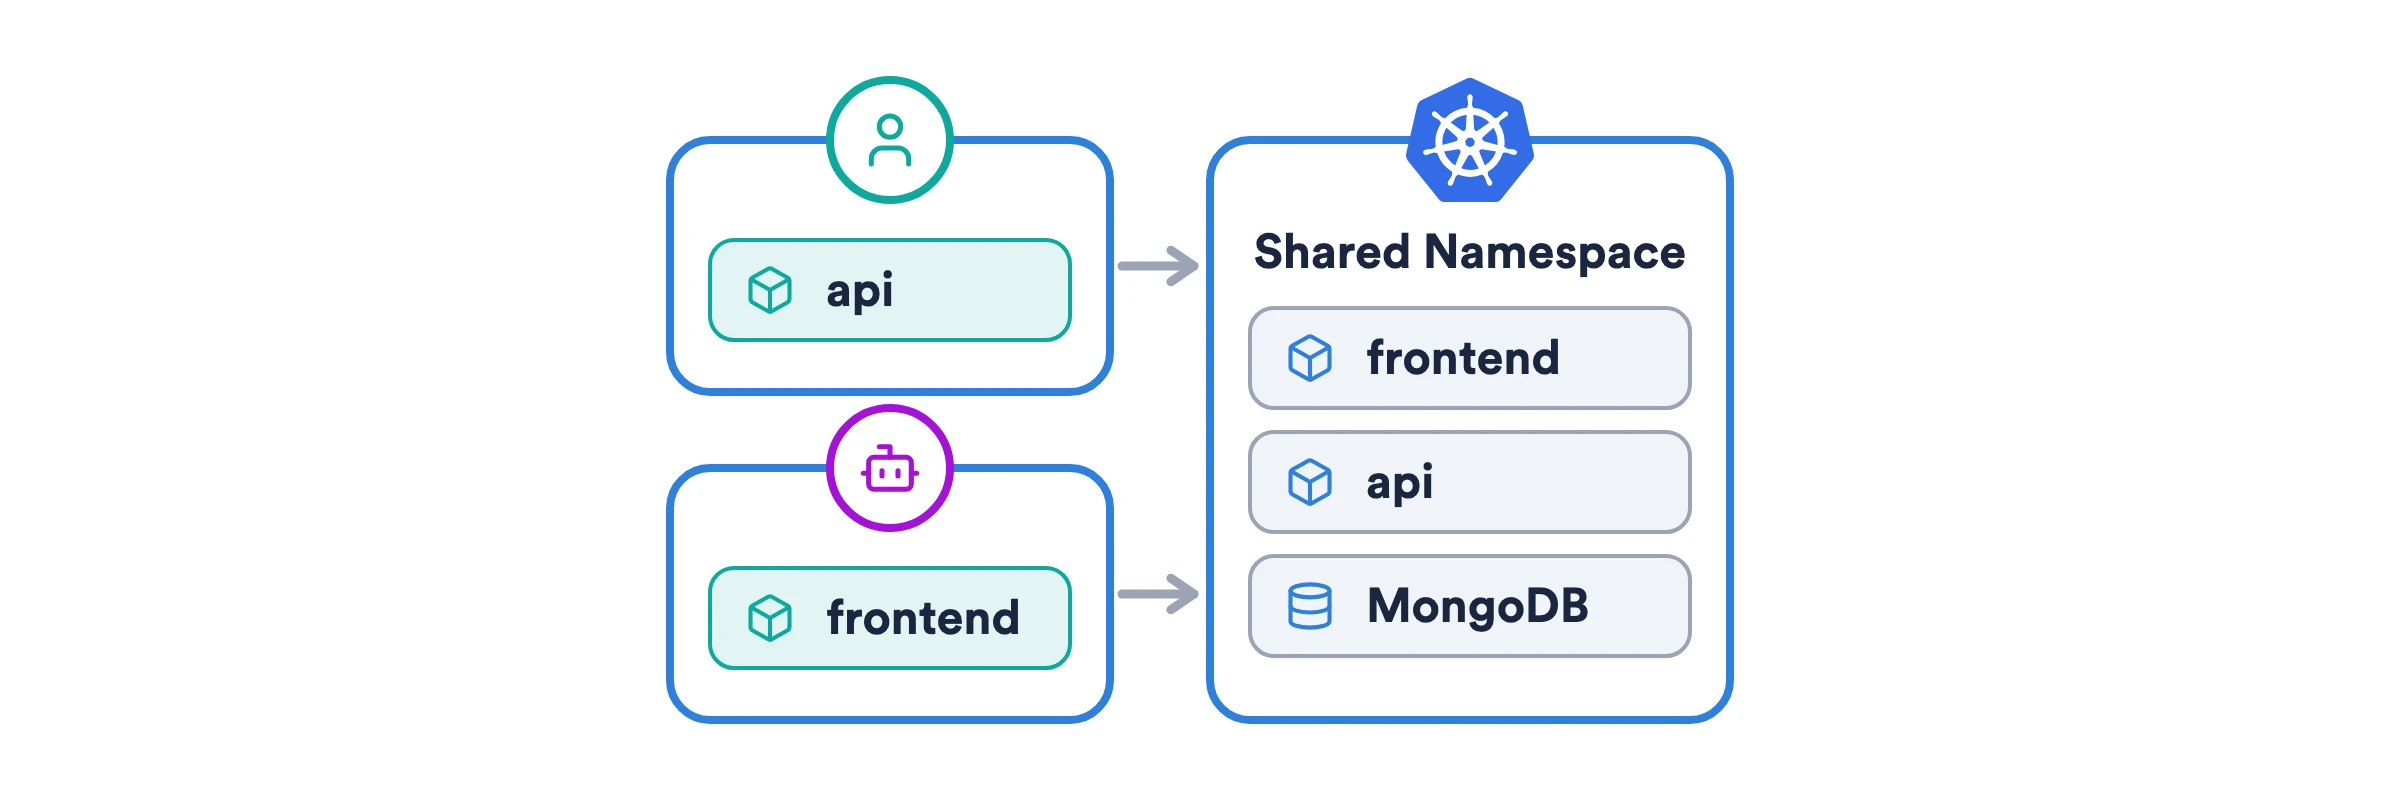 api
frontend
Shared Namespace
frontend
api
MongoDB